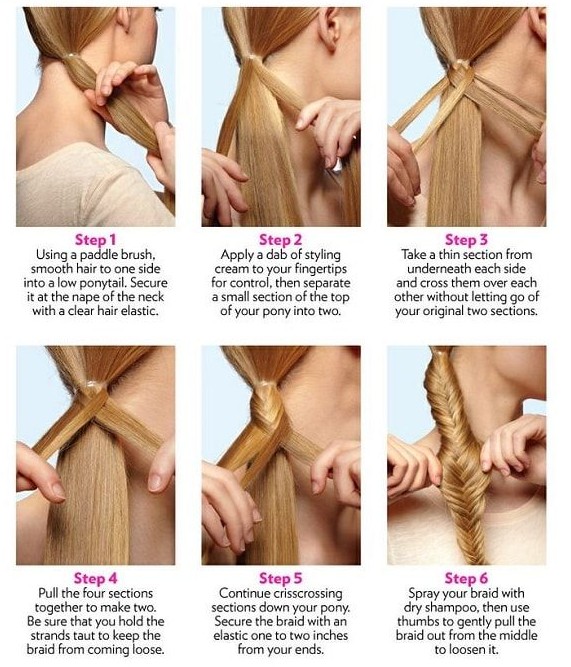 Step 1
Using a paddle brush,
smooth hair to one side
into a low ponytail. Secure
it at the nape of the neck
with a clear hair elastic.
Step 2
Apply a dab of styling
cream to your fingertips
for control, then separate
a small section of the top
of your pony into two.
Step 3
Take a thin section from
underneath each side
and cross them over each
other without letting go of
your original two sections.
Step 4
Pull the four sections
together to make two.
Be sure that you hold the
strands taut to keep the
braid from coming loose.
Step 5
Continue crisscrossing
sections down your pony.
Secure the braid with an
elastic one to two inches
from your ends.
Step 6
Spray your braid with
dry shampoo, then use
thumbs to gently pull the
braid out from the middle
to loosen it.